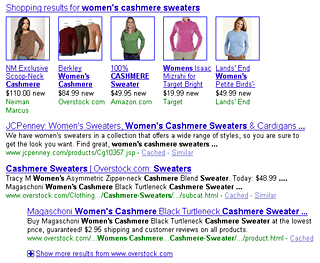 Shopping results for women's cashmere sweaters
NM Exclusive Scoop-Neck Cashmere
$110.00 new
Neiman Marcus
Berkley Women's Cashmere
$84.99 new
Overstock.com
100% CASHMERE Sweater
$49.95 new
Amazon.com
Womens Isaac Mizrahi for Target Bright
$19.99 new
Target
Lands' End Women's Petite Birds'-
$49.99 new
Lands' End
JCPenney: Women's Sweaters, Women's Cashmere Sweaters & Cardigans ...
We have women's sweaters in a collection that offers a wide range of styles, so you are sure to
get the look you want. Find great, women's cashmere sweaters ...
www.jcpenney.com/products/Cg10357.jsp - Cached - Similar
Cashmere Sweaters | Overstock.com: Sweaters
Tracy M Women's Asymmetric Zipper-neck Cashmere Blend Sweater. Today: $48.99 ....
Magaschoni Women's Cashmere Black Turtleneck Cashmere Sweater ...
www.overstock.com/Clothing.../Cashmere-Sweaters/.../subcat.html - Cached
Magaschoni Women's Cashmere Black Turtleneck Cashmere Sweater ...
Buy Magaschoni Women's Cashmere Black Turtleneck Cashmere Sweater at the lowest
price, guaranteed! $2.95 shipping and customer reviews on all products.
www.overstock.com/...Womens-Cashmere...Cashmere-Sweater/.../product.html - Cached
Show more results from www.overstock.com